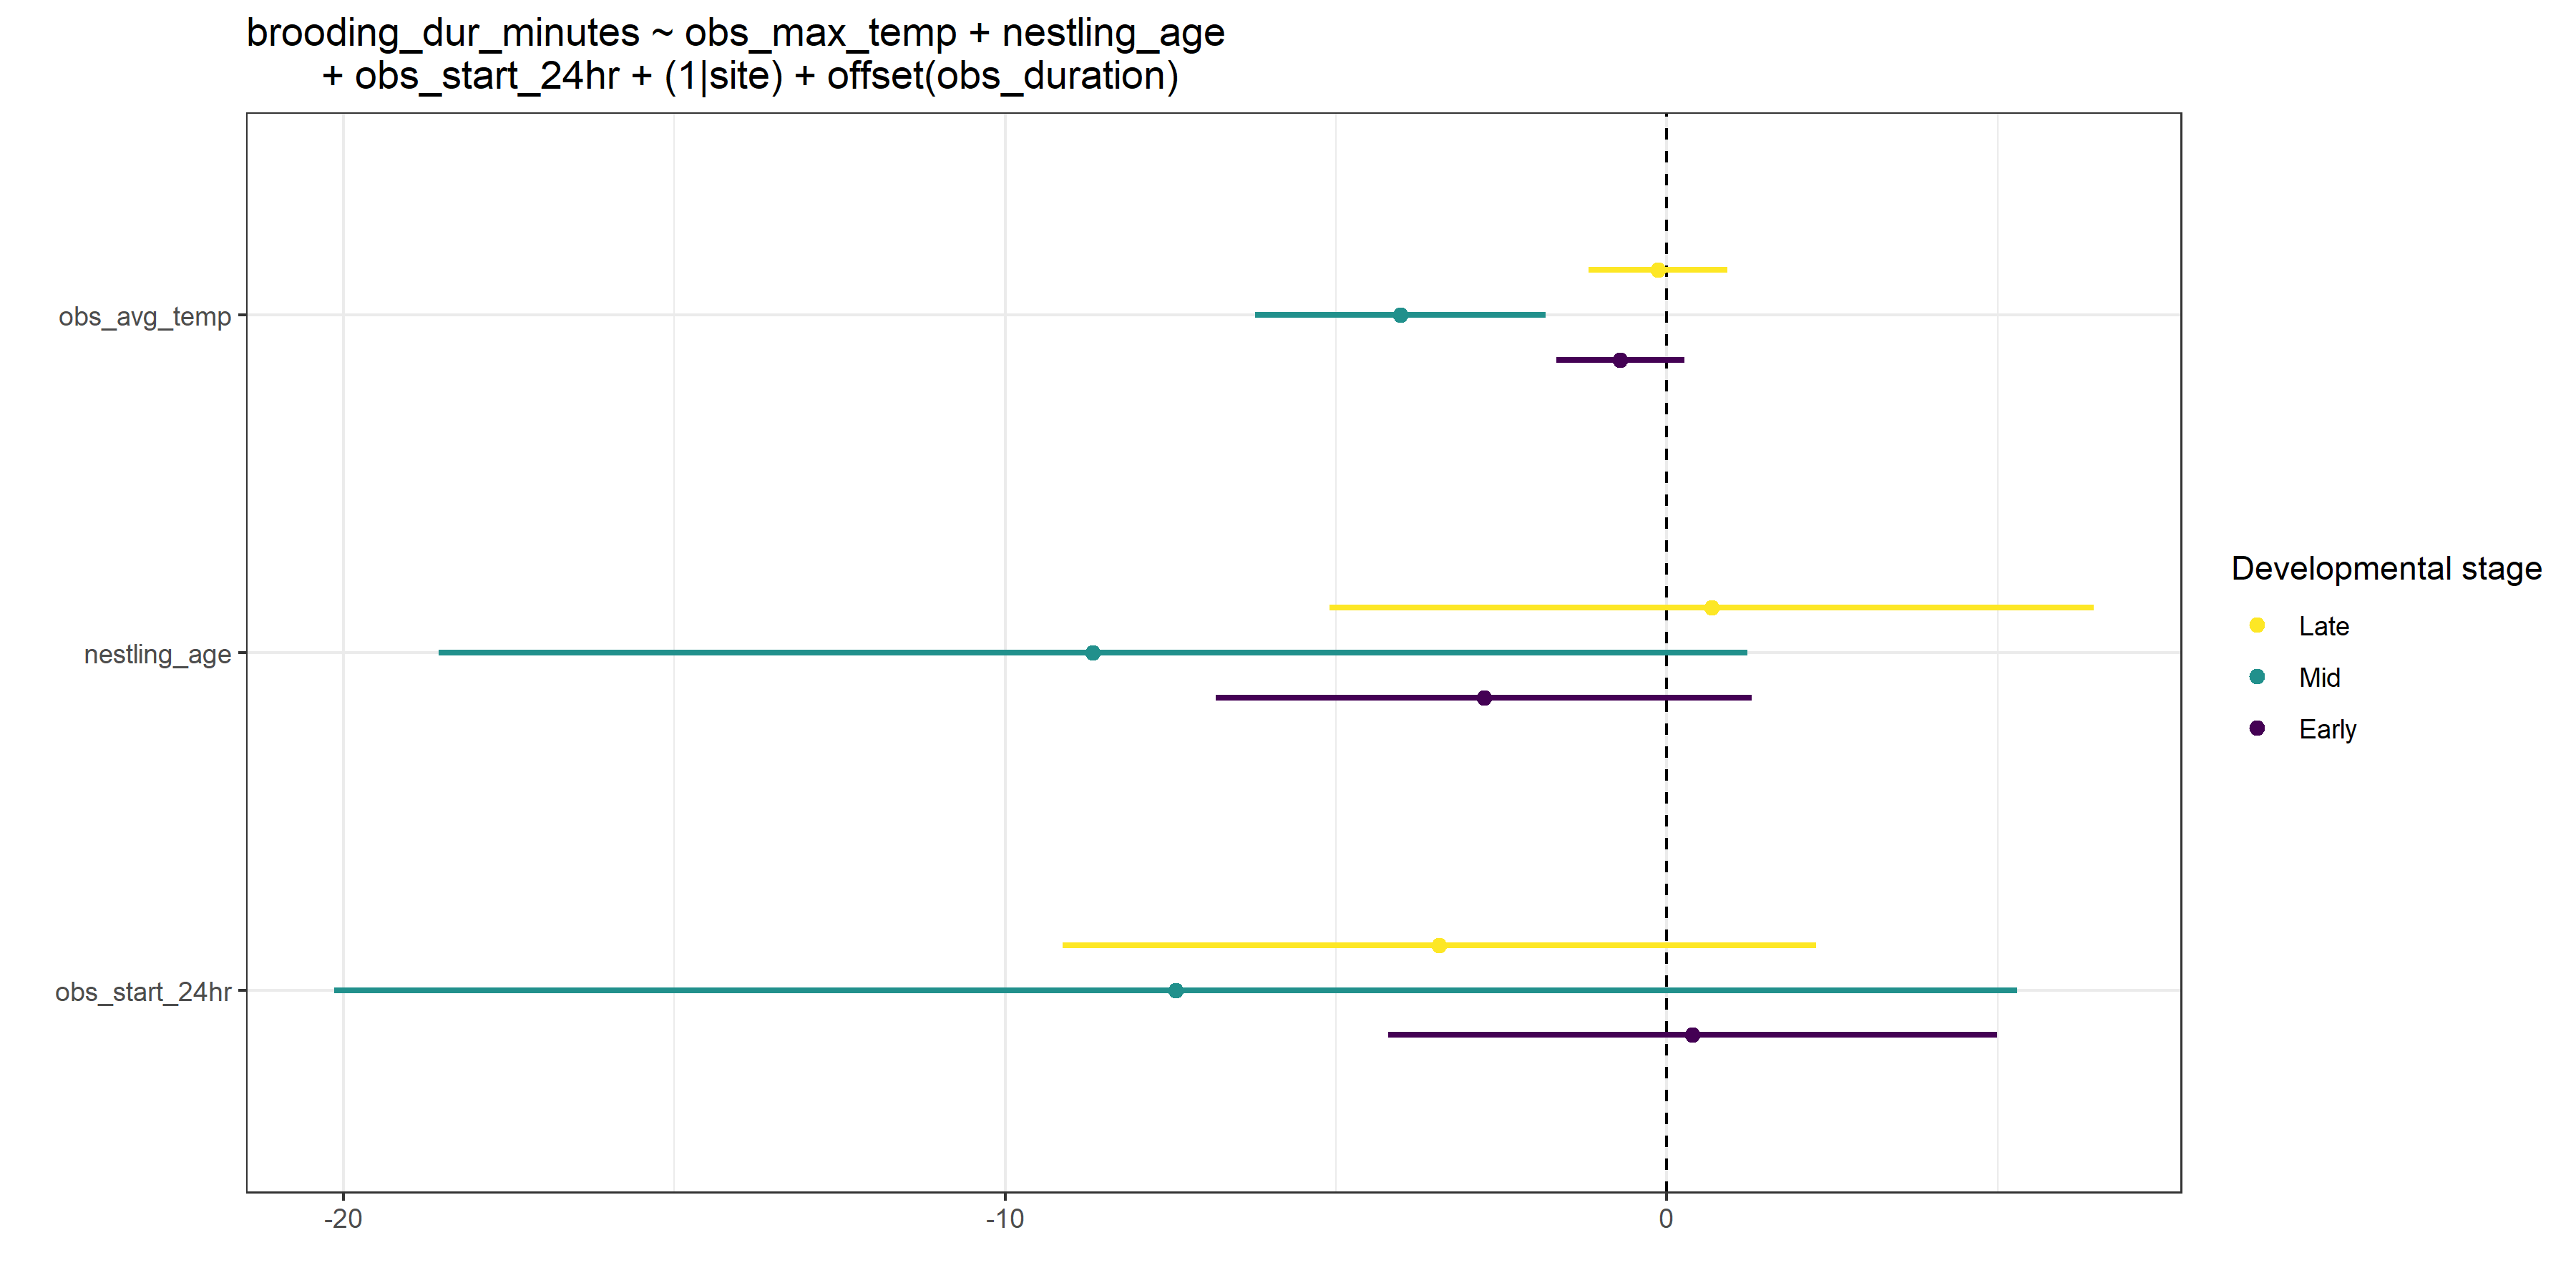 brooding_dur_minutes ~ obs_max_temp + nestling_age
+ obs_start_24hr + (1|site) + offset(obs_duration)
obs_avg_temp
nestling_age
obs_start_24hr
-20
-10
0
Developmental stage
Late
Mid
Early